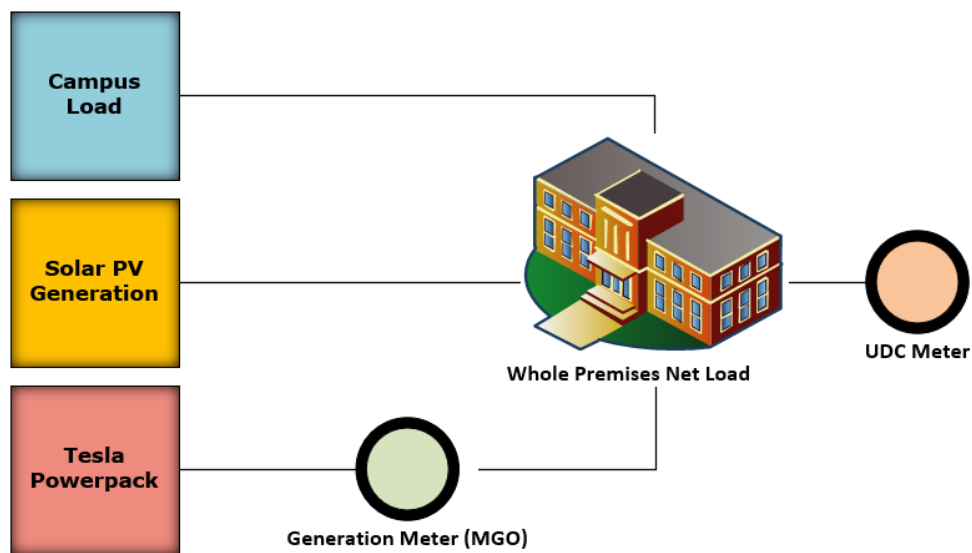 Campus
Load
Solar PV
Generation
Whole Premises Net Load
UDC Meter
Tesla
Powerpack
Generation Meter (MGO)